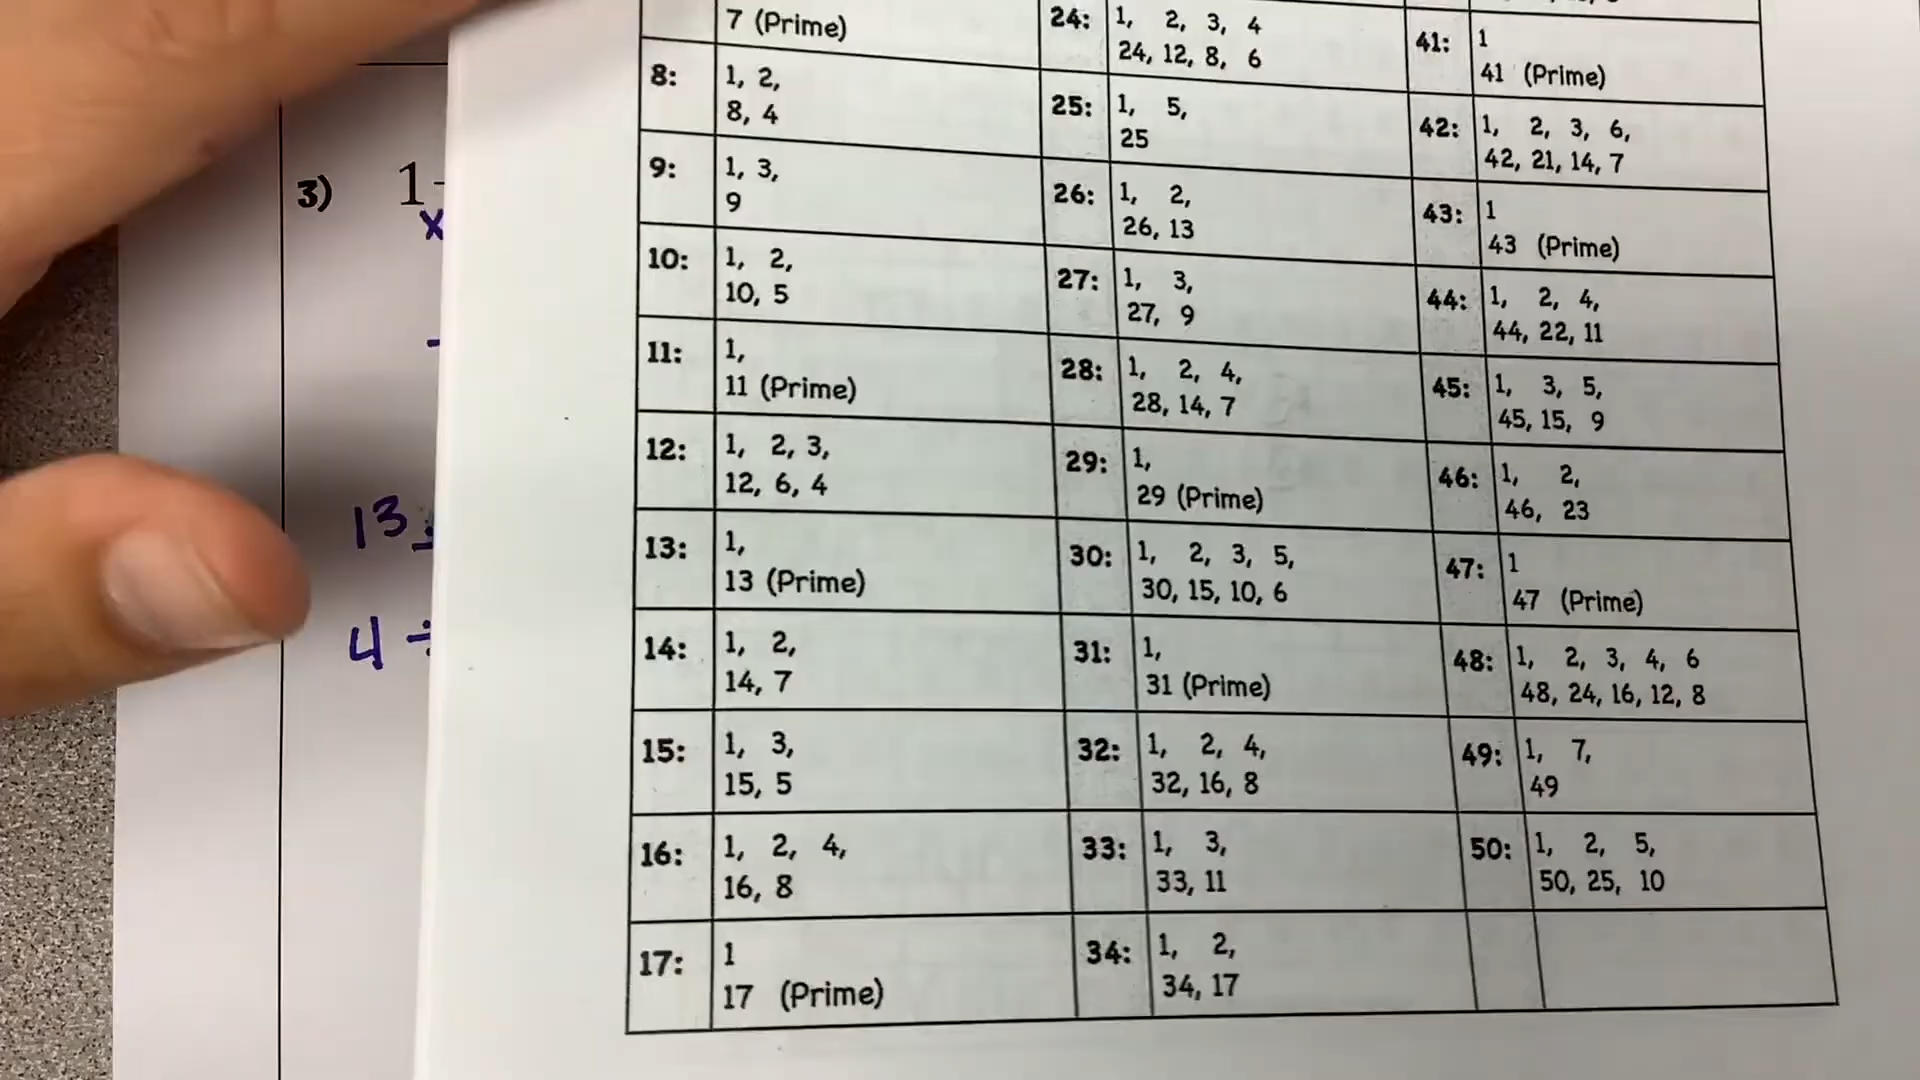 3) 1
x
-
13 ÷
4 ÷
7 (Prime)
8: 1, 2,
8, 4
9: 1, 3,
9
10: 1, 2,
10, 5
11: 1,
11 (Prime)
12: 1, 2, 3,
12, 6, 4
13: 1,
13 (Prime)
14: 1, 2,
14, 7
15: 1, 3,
15, 5
16: 1, 2, 4,
16, 8
17: 1
17 (Prime)
24: 1, 2, 3, 4
24, 12, 8, 6
25: 1, 5,
25
26: 1, 2,
26, 13
27: 1, 3,
27, 9
28: 1, 2, 4,
28, 14, 7
29: 1,
29 (Prime)
30: 1, 2, 3, 5,
30, 15, 10, 6
31: 1,
31 (Prime)
32: 1, 2, 4,
32, 16, 8
33: 1, 3,
33, 11
34: 1, 2,
34, 17
41: 1
41 (Prime)
42: 1, 2, 3, 6,
42, 21, 14, 7
43: 1
43 (Prime)
44: 1, 2, 4,
44, 22, 11
45: 1, 3, 5,
45, 15, 9
46: 1, 2,
46, 23
47: 1
47 (Prime)
48: 1, 2, 3, 4, 6
48, 24, 16, 12, 8
49: 1, 7,
49
50: 1, 2, 5,
50, 25, 10